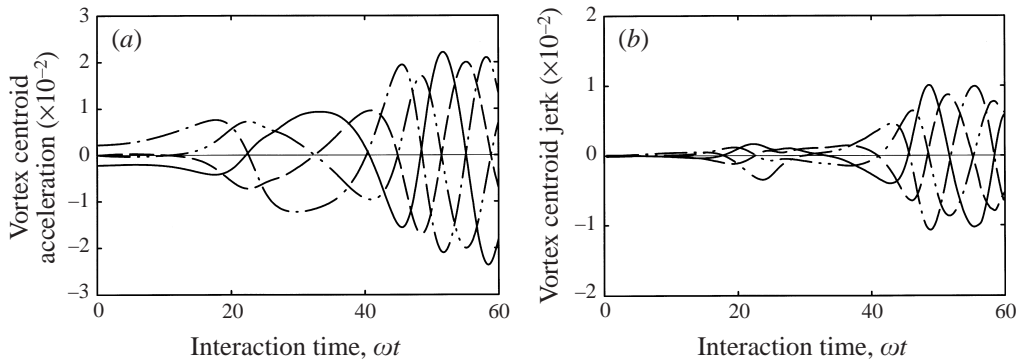 (a)
Vortex centroid
acceleration (×10⁻²)
3
2
1
0
–1
–2
–3
0
20
40
60
Interaction time, ωt
(b)
Vortex centroid jerk (×10⁻²)
2
1
0
–1
–2
0
20
40
60
Interaction time, ωt